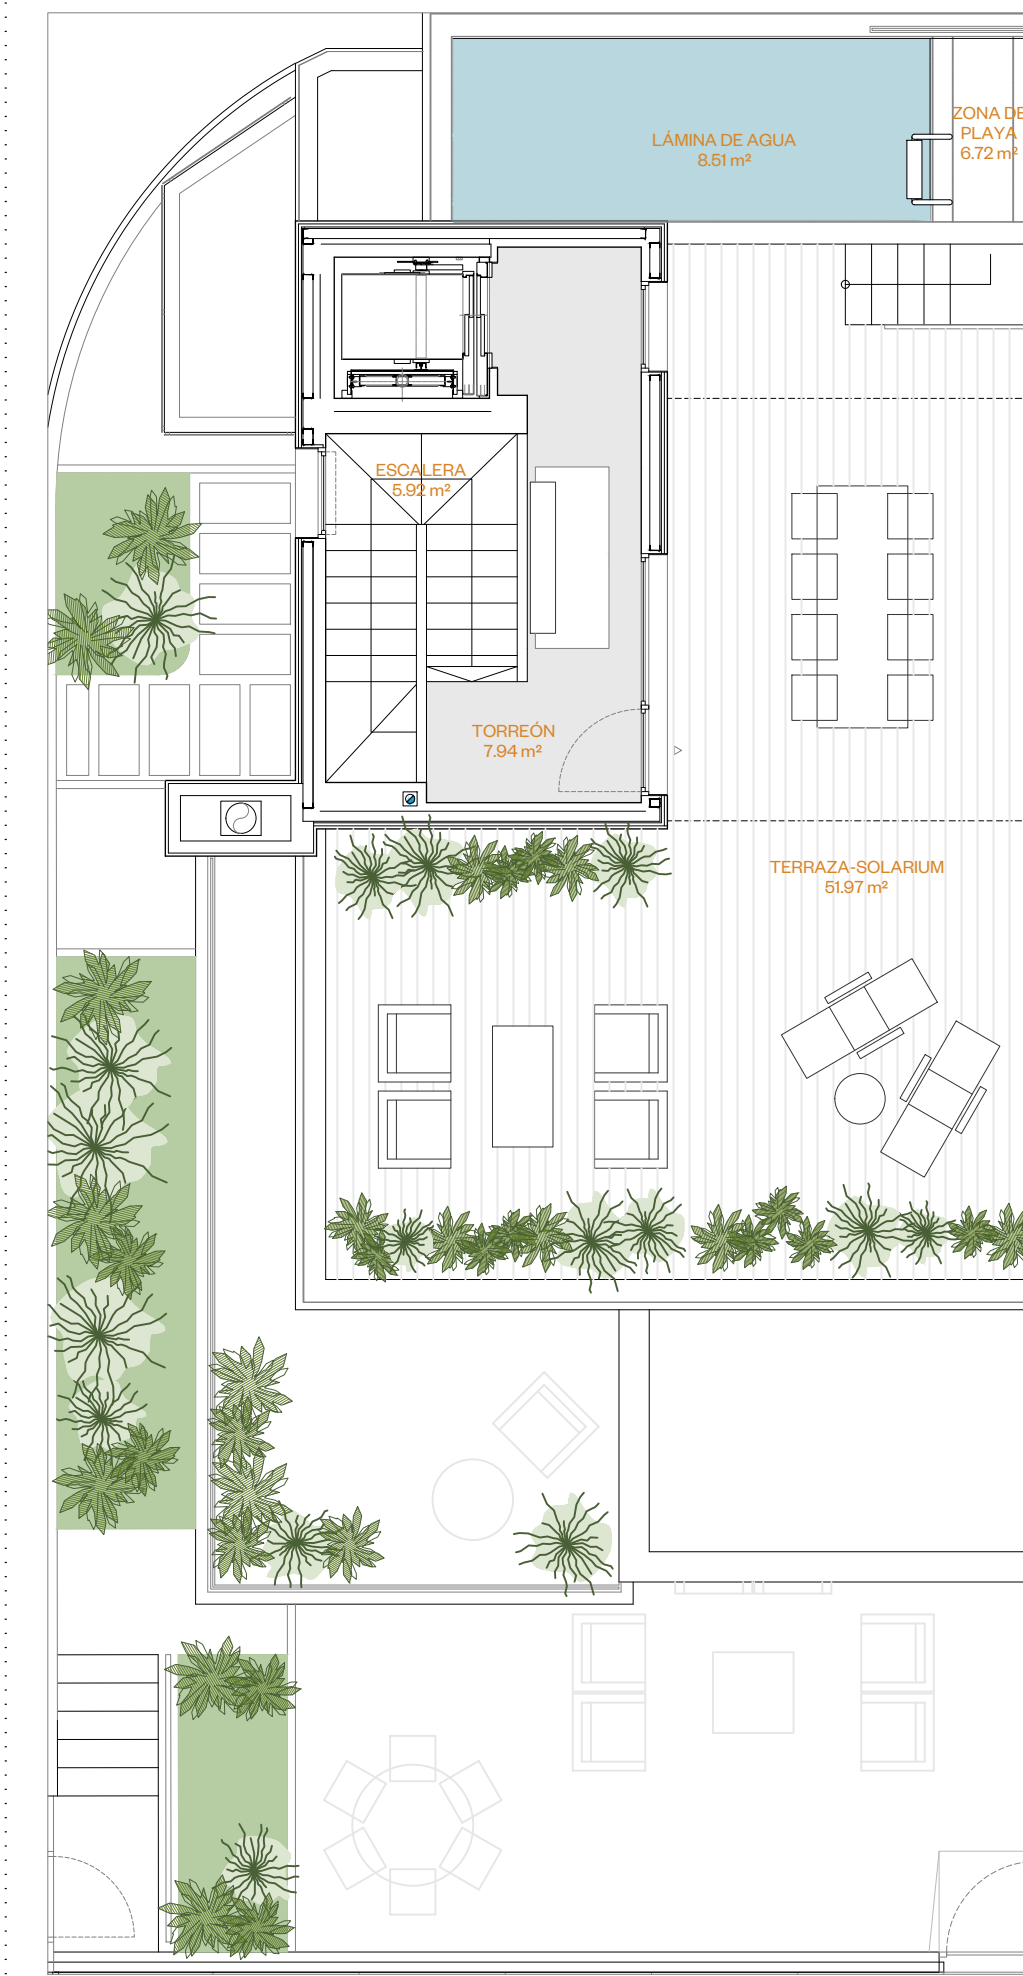 LÁMINA DE AGUA
8.51 m²
ZONA DE
PLAYA
6.72 m²
ESCALERA
5.92 m²
TORREÓN
7.94 m²
TERRAZA-SOLARIUM
51.97 m²